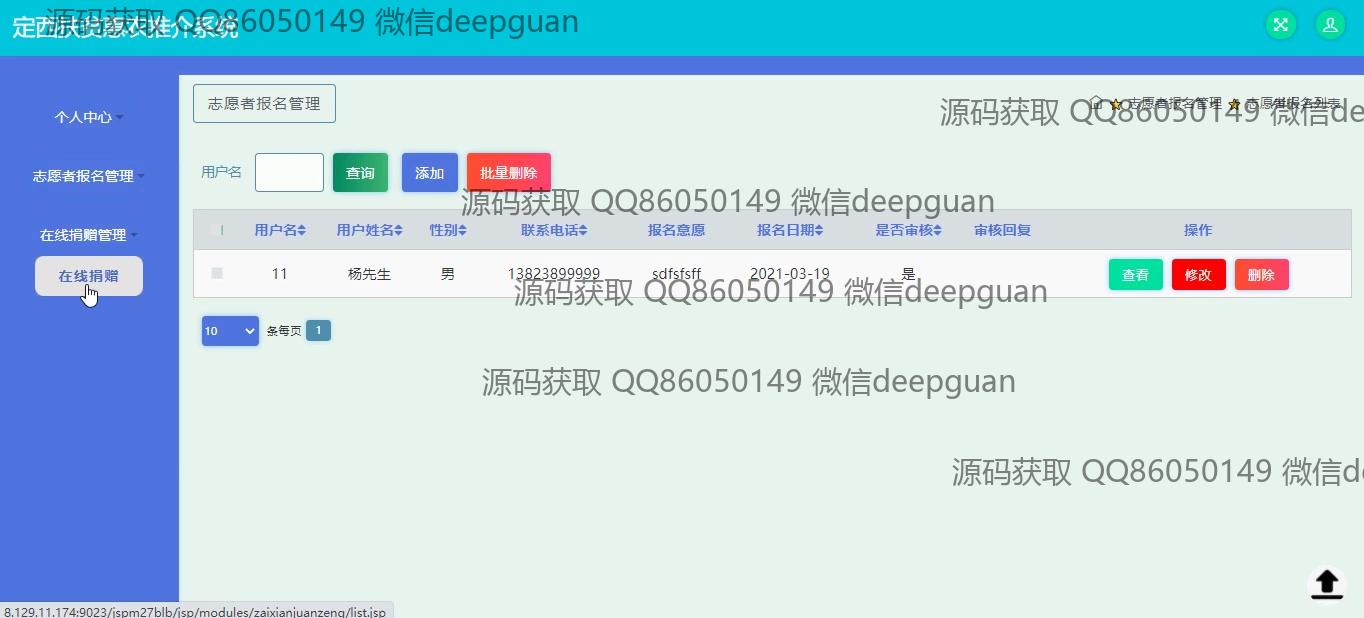 源码获取 QQ86050149 微信deepguan
定西扶贫惠农推介系统
个人中心
志愿者报名管理
在线捐赠管理
在线捐赠
志愿者报名管理
志愿者报名管理 志愿者报名列表
源码获取 QQ86050149 微信de
用户名 查询 添加 批量删除
源码获取 QQ86050149 微信deepguan
用户名 用户姓名 性别 联系电话 报名意愿 报名日期 是否审核 审核回复 操作
11 杨先生 男 13823899999 sdfsfsff 2021-03-19 是 查看 修改 删除
源码获取 QQ86050149 微信deepguan
10 条每页 1
源码获取 QQ86050149 微信deepguan
源码获取 QQ86050149 微信de
8.129.11.174:9023/jspm27blb/jsp/modules/zaixianjuanzeng/list.jsp